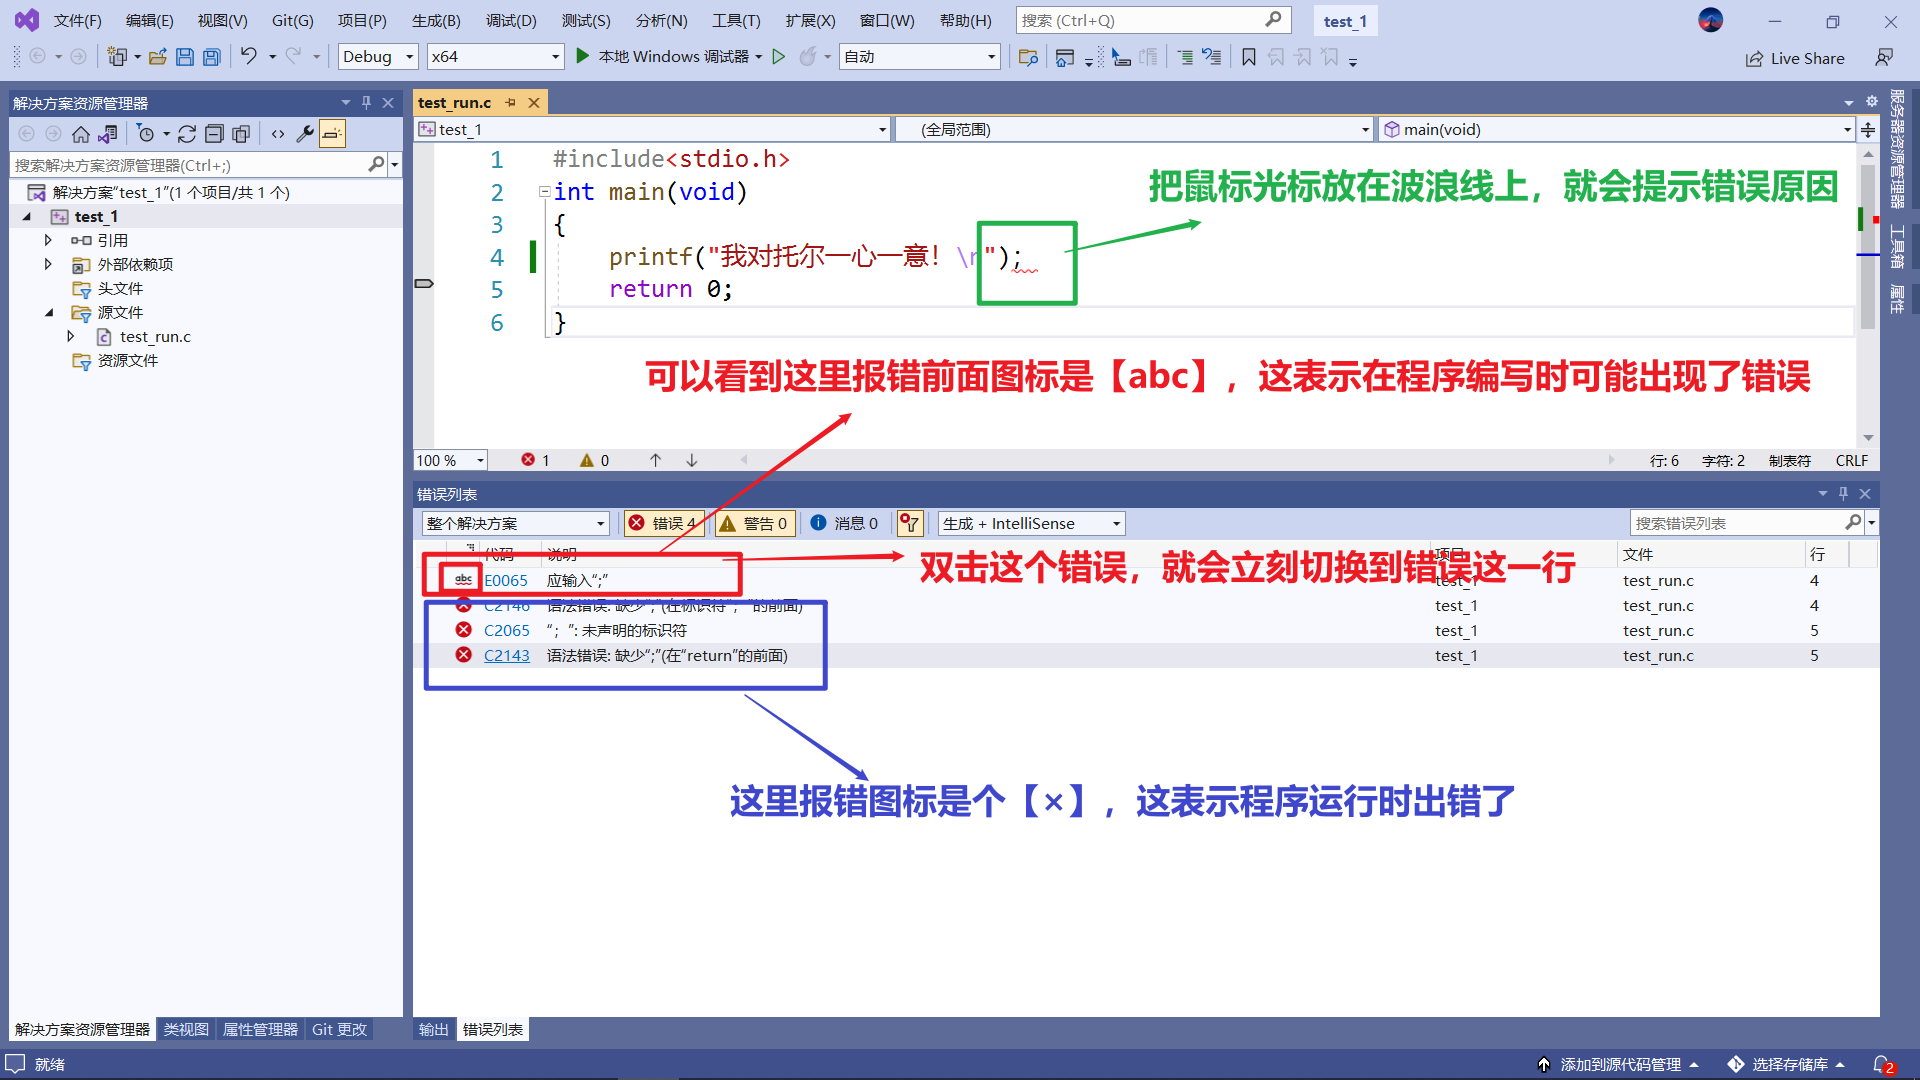 文件(F) 编辑(E) 视图(V) Git(G) 项目(P) 生成(B) 调试(D) 测试(S) 分析(N) 工具(T) 扩展(X) 窗口(W) 帮助(H) 搜索 (Ctrl+Q) test_1
Debug x64 本地 Windows 调试器 自动 Live Share
解决方案资源管理器
搜索解决方案资源管理器(Ctrl+;)
解决方案"test_1"(1 个项目/共 1 个)
test_1
引用
外部依赖项
头文件
源文件
test_run.c
资源文件
test_run.c
test_1 (全局范围) main(void)
1 #include<stdio.h>
2 int main(void)
3 {
4 printf("我对托尔一心一意！\n")；
5 return 0;
6 }
把鼠标光标放在波浪线上，就会提示错误原因
可以看到这里报错前面图标是【abc】，这表示在程序编写时可能出现了错误
100 % 1 0 行: 6 字符: 2 制表符 CRLF
错误列表
整个解决方案 错误 4 警告 0 消息 0 生成 + IntelliSense 搜索错误列表
代码 说明 项目 文件 行
双击这个错误，就会立刻切换到错误这一行
abc E0065 应输入“;” test_1 test_run.c 4
C2146 语法错误: 缺少“;”(在标识符“；”的前面) test_1 test_run.c 4
C2065 “；”: 未声明的标识符 test_1 test_run.c 5
C2143 语法错误: 缺少“;”(在“return”的前面) test_1 test_run.c 5
这里报错图标是个【×】，这表示程序运行时出错了
解决方案资源管理器 类视图 属性管理器 Git 更改
输出 错误列表
服务器资源管理器
工具箱
属性
就绪 添加到源代码管理 选择存储库 2